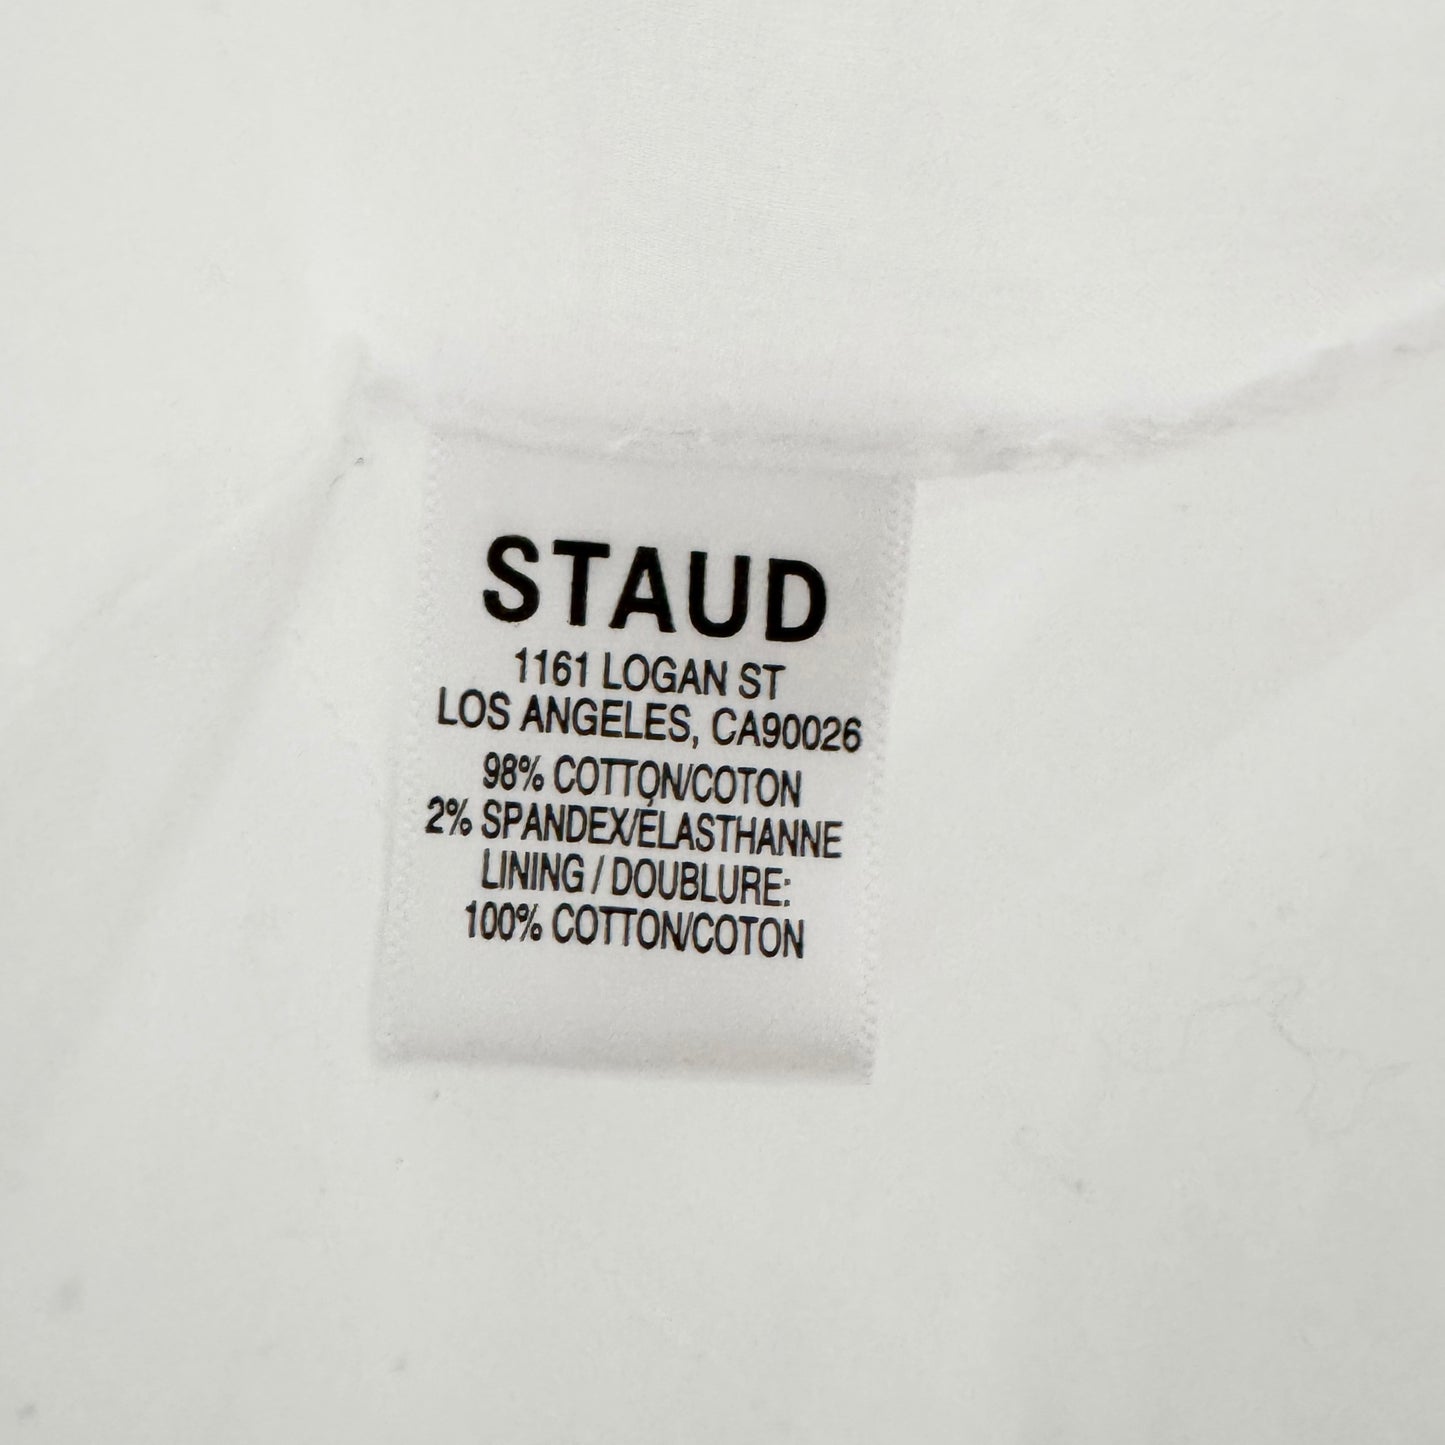 STAUD
1161 LOGAN ST
LOS ANGELES, CA90026
98% COTTON/COTON
2% SPANDEX/ÉLASTHANNE
LINING / DOUBLURE:
100% COTTON/COTON